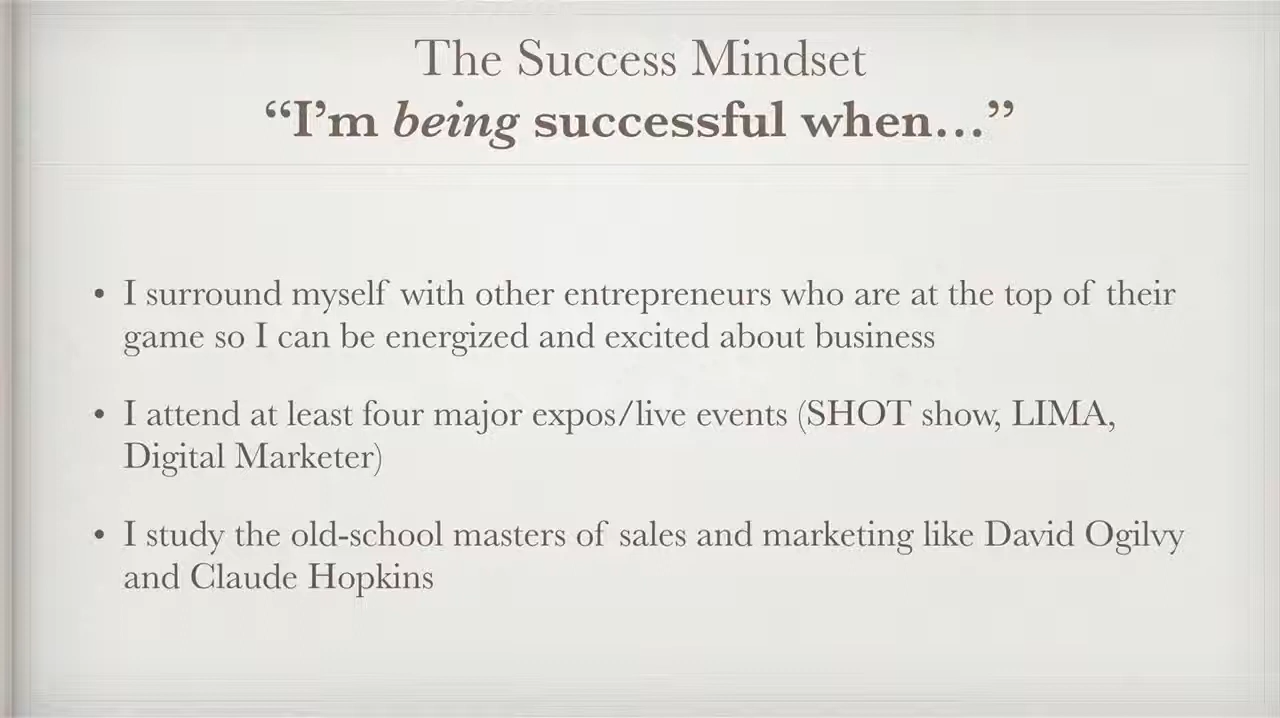 The Success Mindset
“I’m being successful when…”
• I surround myself with other entrepreneurs who are at the top of their
game so I can be energized and excited about business
• I attend at least four major expos/live events (SHOT show, LIMA,
Digital Marketer)
• I study the old-school masters of sales and marketing like David Ogilvy
and Claude Hopkins